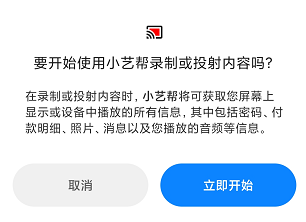 要开始使用小艺帮录制或投射内容吗?
在录制或投射内容时，小艺帮将可获取您屏幕上
显示或设备中播放的所有信息，其中包括密码、付
款明细、照片、消息以及您播放的音频等信息。
取消
立即开始